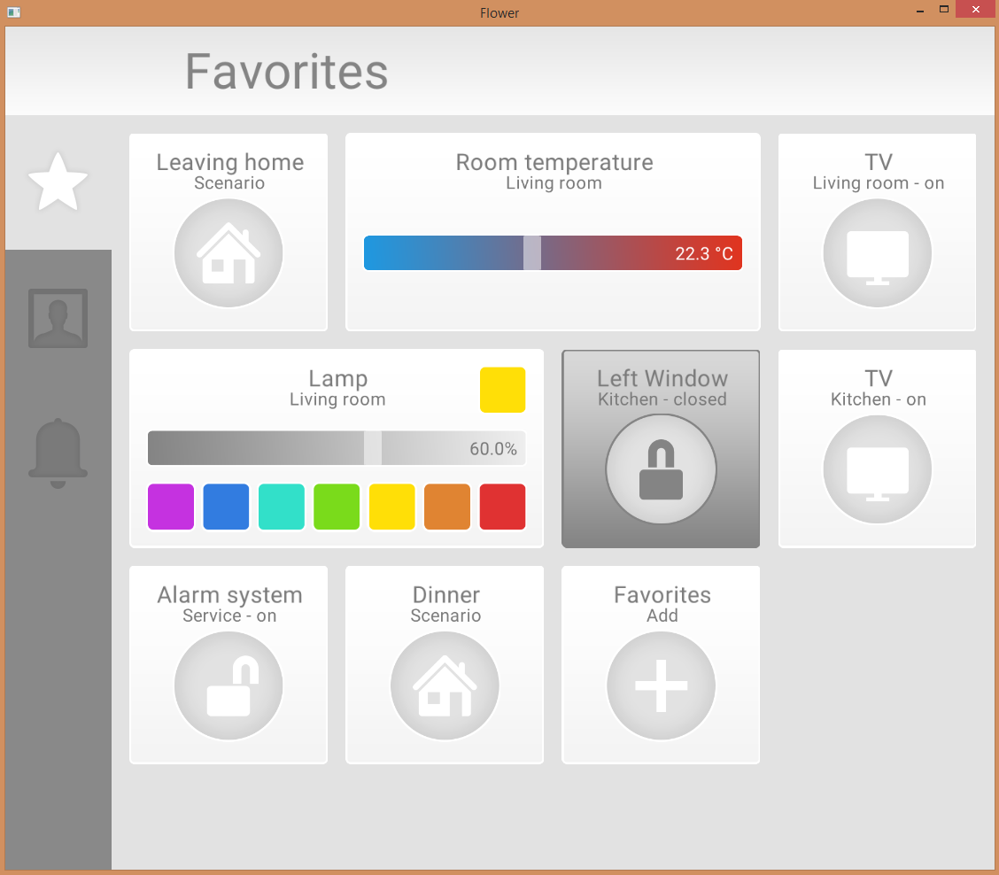 Flower
Favorites
Leaving home
Scenario
Room temperature
Living room
22.3 °C
TV
Living room - on
Lamp
Living room
60.0%
Left Window
Kitchen - closed
TV
Kitchen - on
Alarm system
Service - on
Dinner
Scenario
Favorites
Add